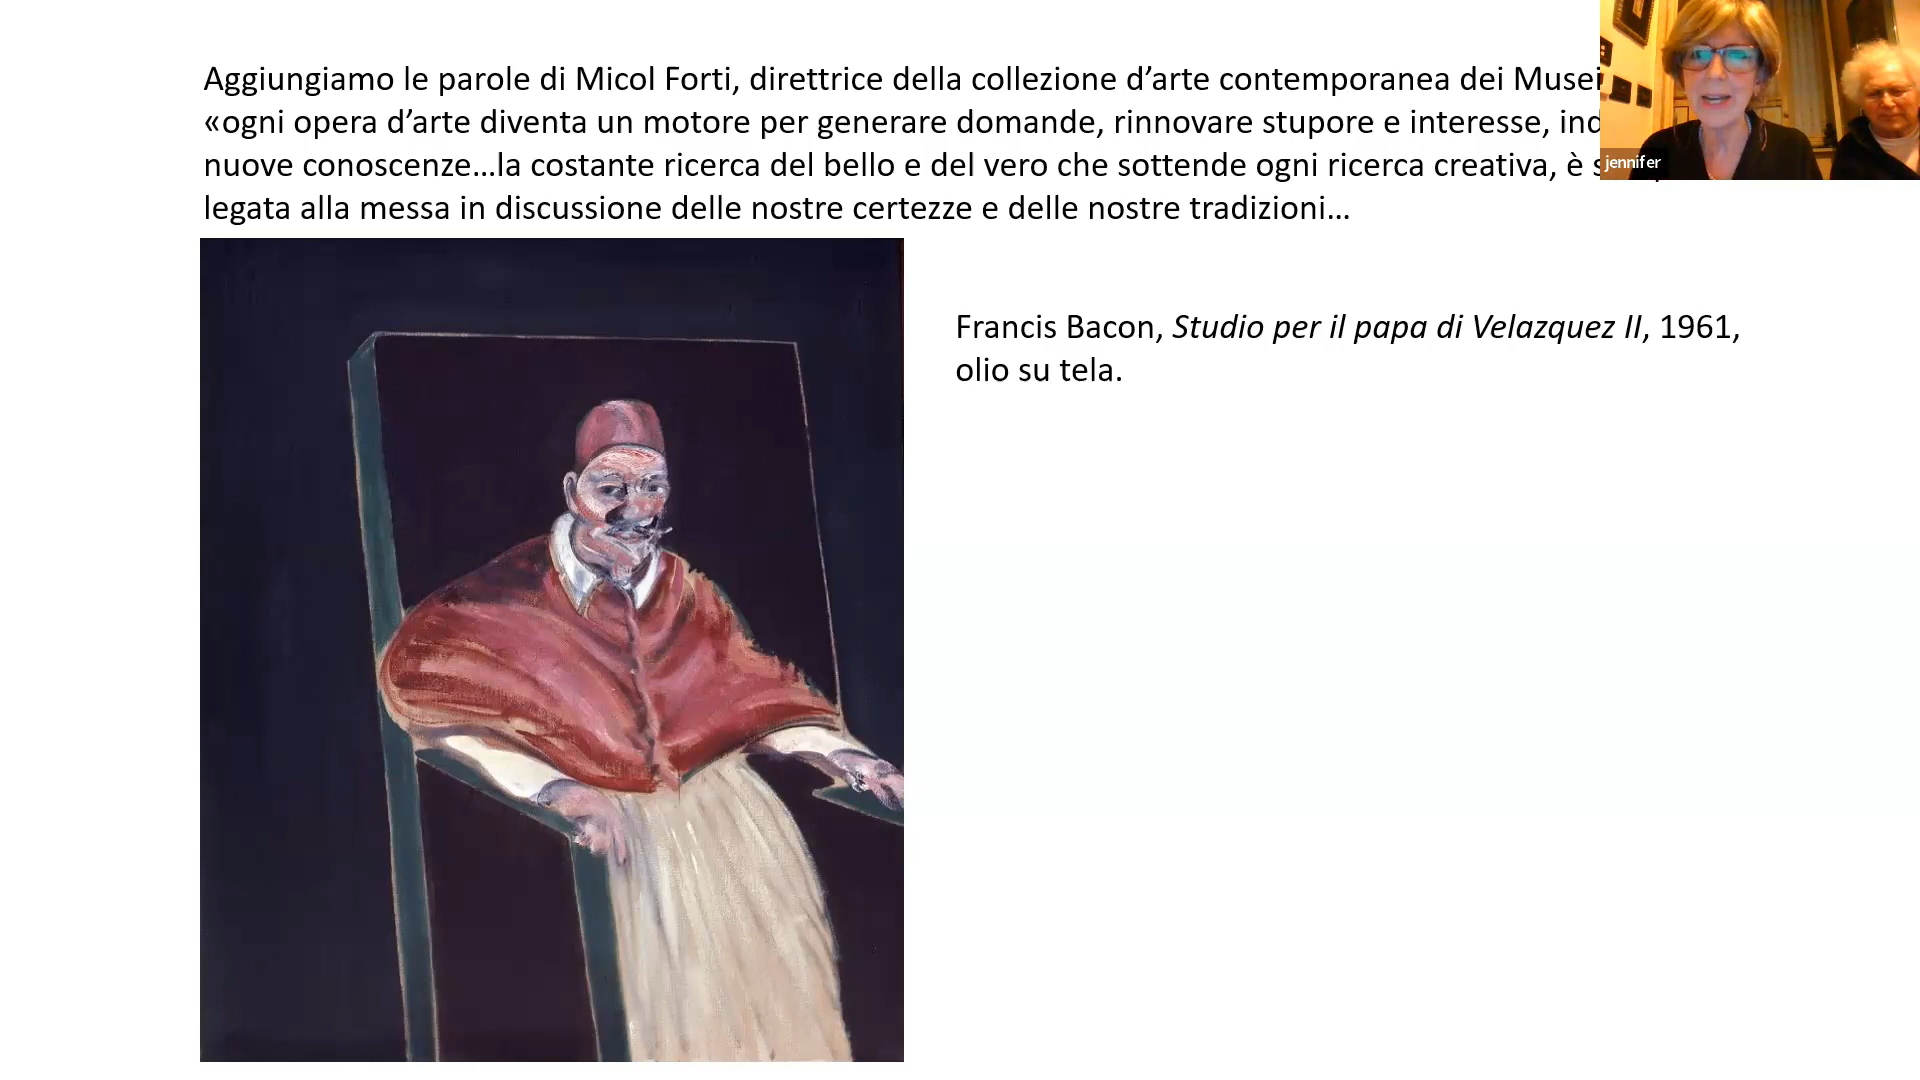 Aggiungiamo le parole di Micol Forti, direttrice della collezione d’arte contemporanea dei Musei
«ogni opera d’arte diventa un motore per generare domande, rinnovare stupore e interesse,
nuove conoscenze…la costante ricerca del bello e del vero che sottende ogni ricerca creativa, è
legata alla messa in discussione delle nostre certezze e delle nostre tradizioni…
jennifer
Francis Bacon, Studio per il papa di Velazquez II, 1961,
olio su tela.